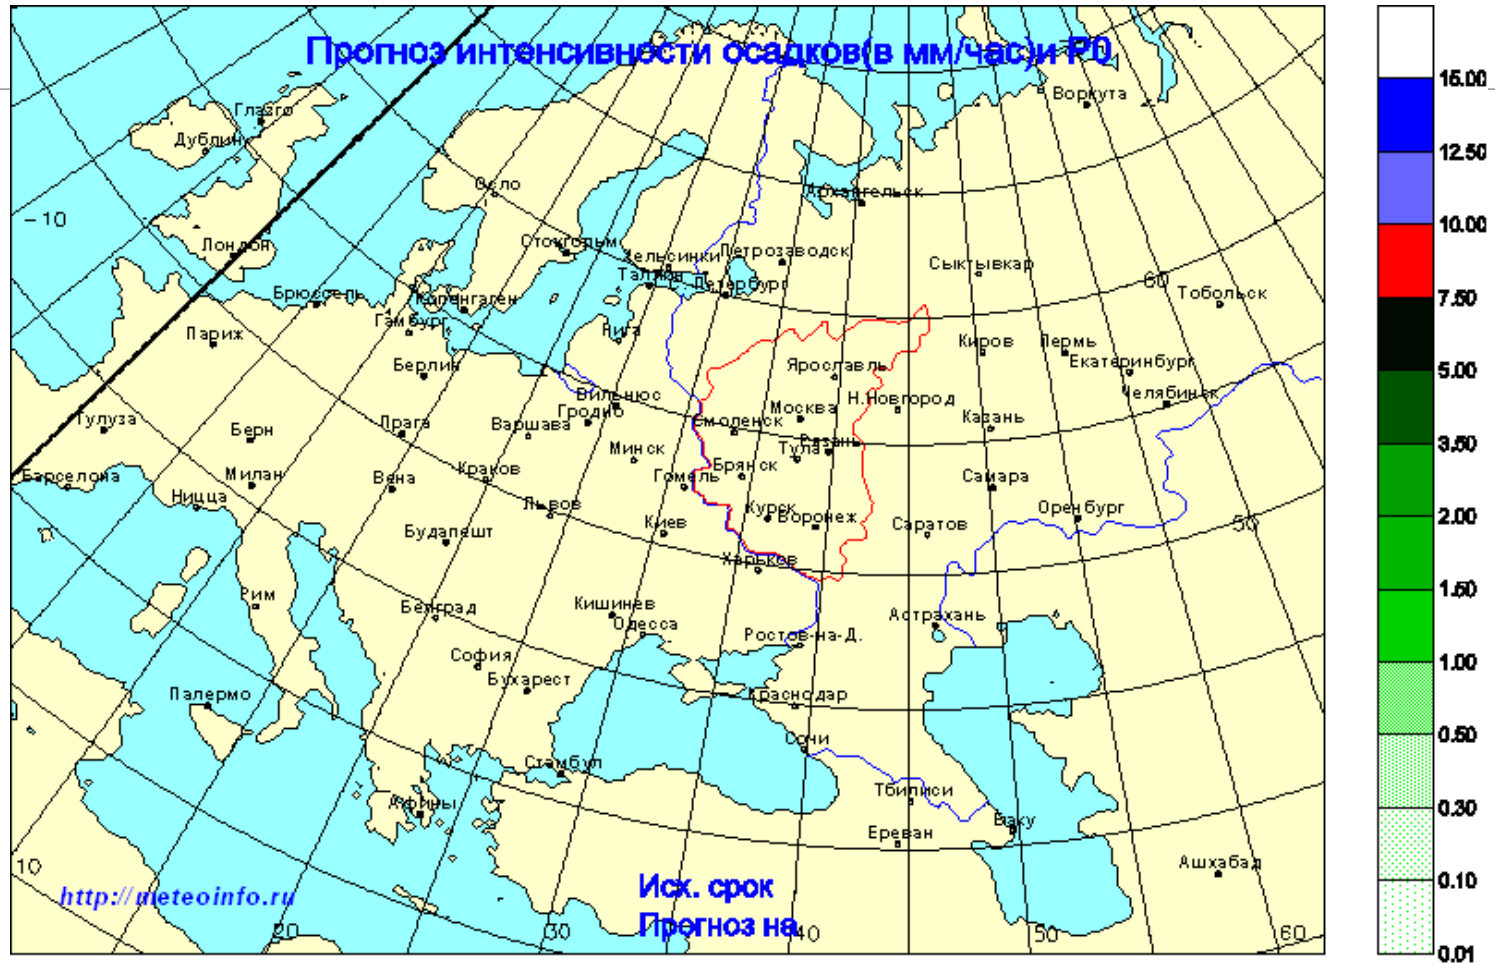 Прогноз интенсивности осадков(в мм/час)и P0
15.00
Воркута
Глазго
Дублин
12.50
Осло
Архангельск
-10
10.00
Лондон
Стокгольм
Хельсинки
Петрозаводск
Сыктывкар
Таллин
С.Петербург
60
Тобольск
Брюссель
Копенгаген
7.50
Гамбург
Рига
Париж
Киров
Пермь
Берлин
Ярославль
Екатеринбург
5.00
Вильнюс
Н.Новгород
Челябинск
Гродно
Москва
Тулуза
Берн
Прага
Варшава
Смоленск
Казань
Рязань
3.50
Минск
Тула
Барселона
Милан
Вена
Краков
Гомель
Брянск
Самара
Ницца
Львов
Курск
Воронеж
Оренбург
2.00
Будапешт
Киев
Саратов
50
Харьков
1.50
Рим
Белград
Кишинев
Астрахань
Одесса
Ростов-на-Д.
София
1.00
Бухарест
Палермо
Краснодар
0.50
Сочи
Стамбул
Тбилиси
Афины
0.30
Баку
Ереван
10
Ашхабад
0.10
http://meteoinfo.ru
Исх. срок
Прогноз на
20
30
40
50
60
0.01